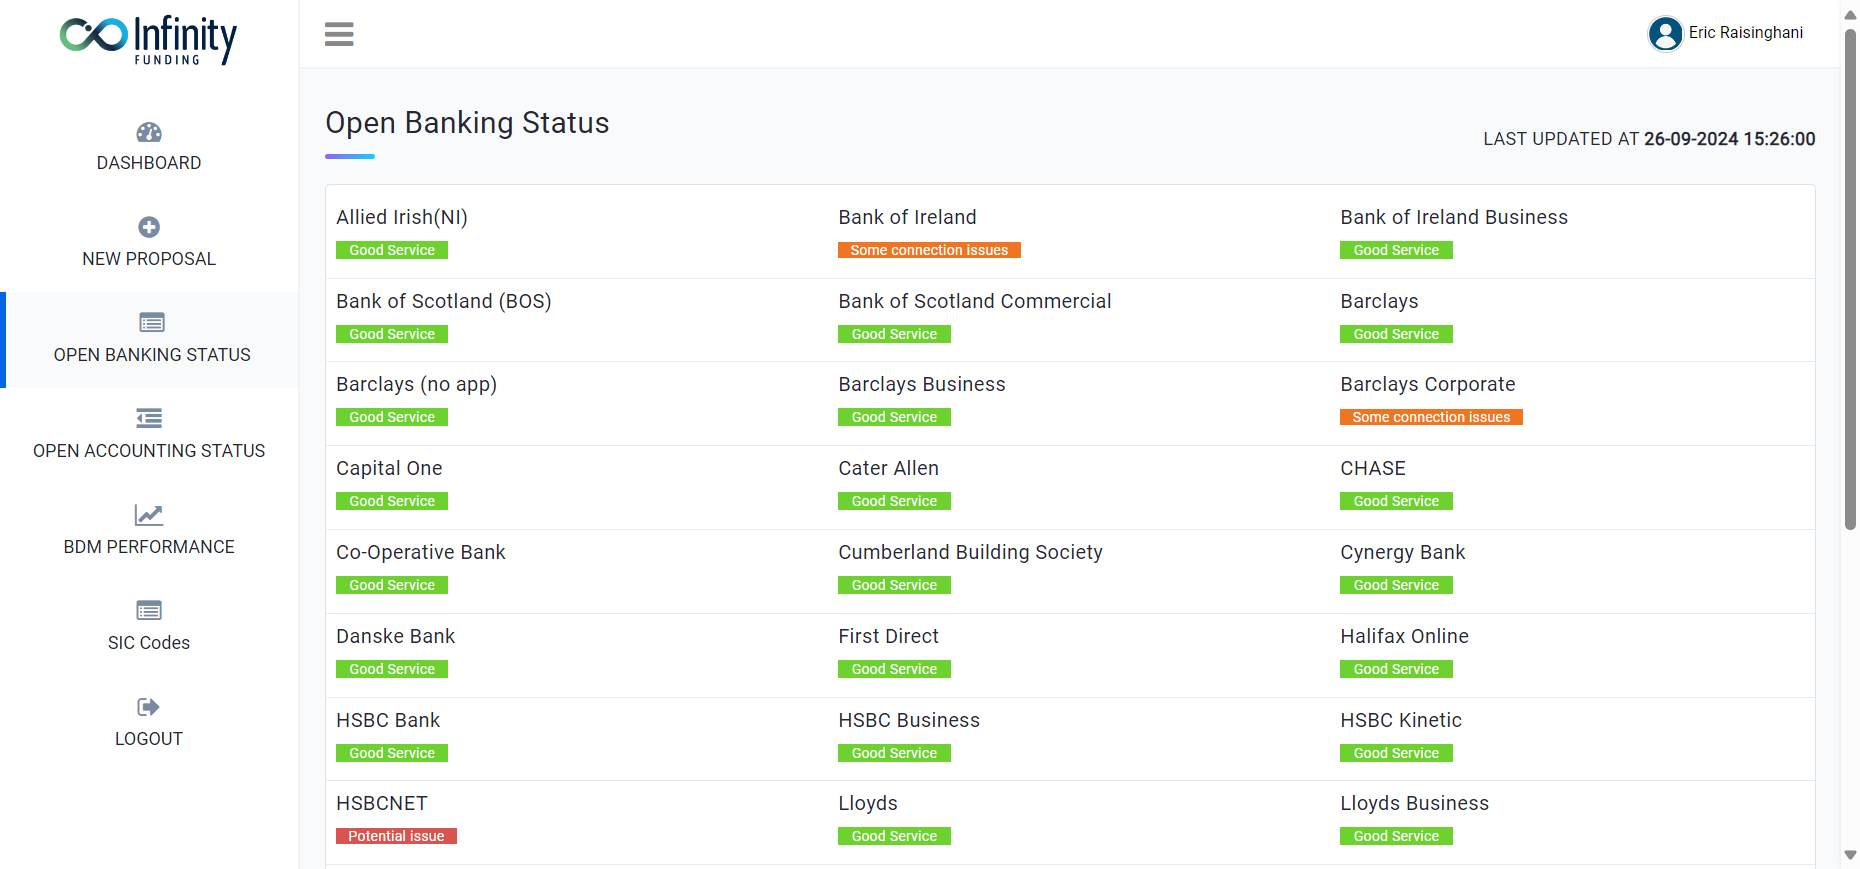 Infinity
FUNDING
Eric Raisinghani
DASHBOARD
NEW PROPOSAL
OPEN BANKING STATUS
OPEN ACCOUNTING STATUS
BDM PERFORMANCE
SIC Codes
LOGOUT
Open Banking Status
LAST UPDATED AT 26-09-2024 15:26:00
Allied Irish(NI)
Good Service
Bank of Ireland
Some connection issues
Bank of Ireland Business
Good Service
Bank of Scotland (BOS)
Good Service
Bank of Scotland Commercial
Good Service
Barclays
Good Service
Barclays (no app)
Good Service
Barclays Business
Good Service
Barclays Corporate
Some connection issues
Capital One
Good Service
Cater Allen
Good Service
CHASE
Good Service
Co-Operative Bank
Good Service
Cumberland Building Society
Good Service
Cynergy Bank
Good Service
Danske Bank
Good Service
First Direct
Good Service
Halifax Online
Good Service
HSBC Bank
Good Service
HSBC Business
Good Service
HSBC Kinetic
Good Service
HSBCNET
Potential issue
Lloyds
Good Service
Lloyds Business
Good Service